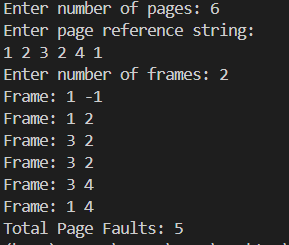 Enter number of pages: 6
Enter page reference string:
1 2 3 2 4 1
Enter number of frames: 2
Frame: 1 -1
Frame: 1 2
Frame: 3 2
Frame: 3 2
Frame: 3 4
Frame: 1 4
Total Page Faults: 5